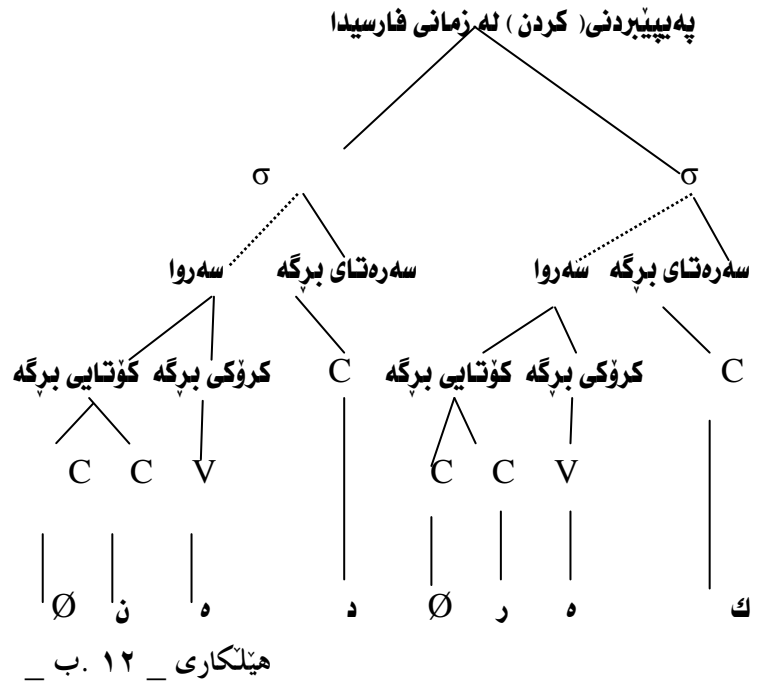 پەیپێبردنی( کردن ) لە زمانی فارسیدا
σ σ
سەرەتای بڕگە سەروا سەرەتای بڕگە سەروا
C کرۆکی بڕگە کۆتایی بڕگە C کرۆکی بڕگە کۆتایی بڕگە
V C C V C C
ك ە ر Ø د ە ن Ø
هێڵکاری _ ١٢ .ب _